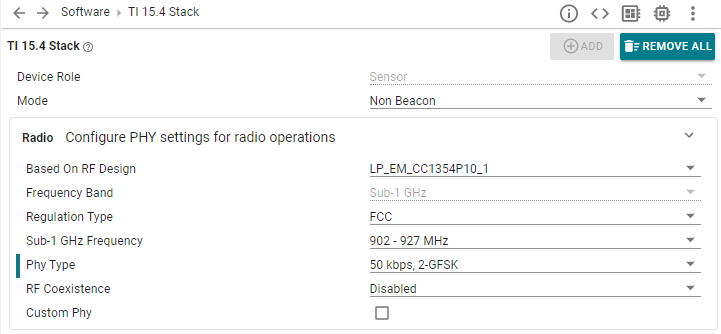 Software > TI 15.4 Stack
TI 15.4 Stack ?
ADD
REMOVE ALL
Device Role Sensor
Mode Non Beacon
Radio Configure PHY settings for radio operations
Based On RF Design LP_EM_CC1354P10_1
Frequency Band Sub-1 GHz
Regulation Type FCC
Sub-1 GHz Frequency 902 - 927 MHz
Phy Type 50 kbps, 2-GFSK
RF Coexistence Disabled
Custom Phy